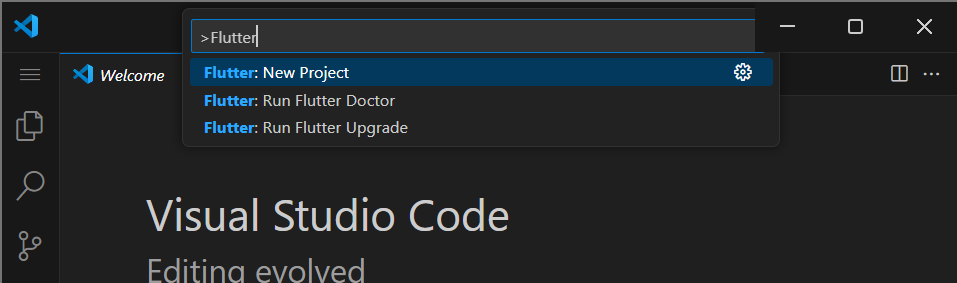 >Flutter
Welcome
Flutter: New Project
Flutter: Run Flutter Doctor
Flutter: Run Flutter Upgrade
Visual Studio Code
Editing evolved